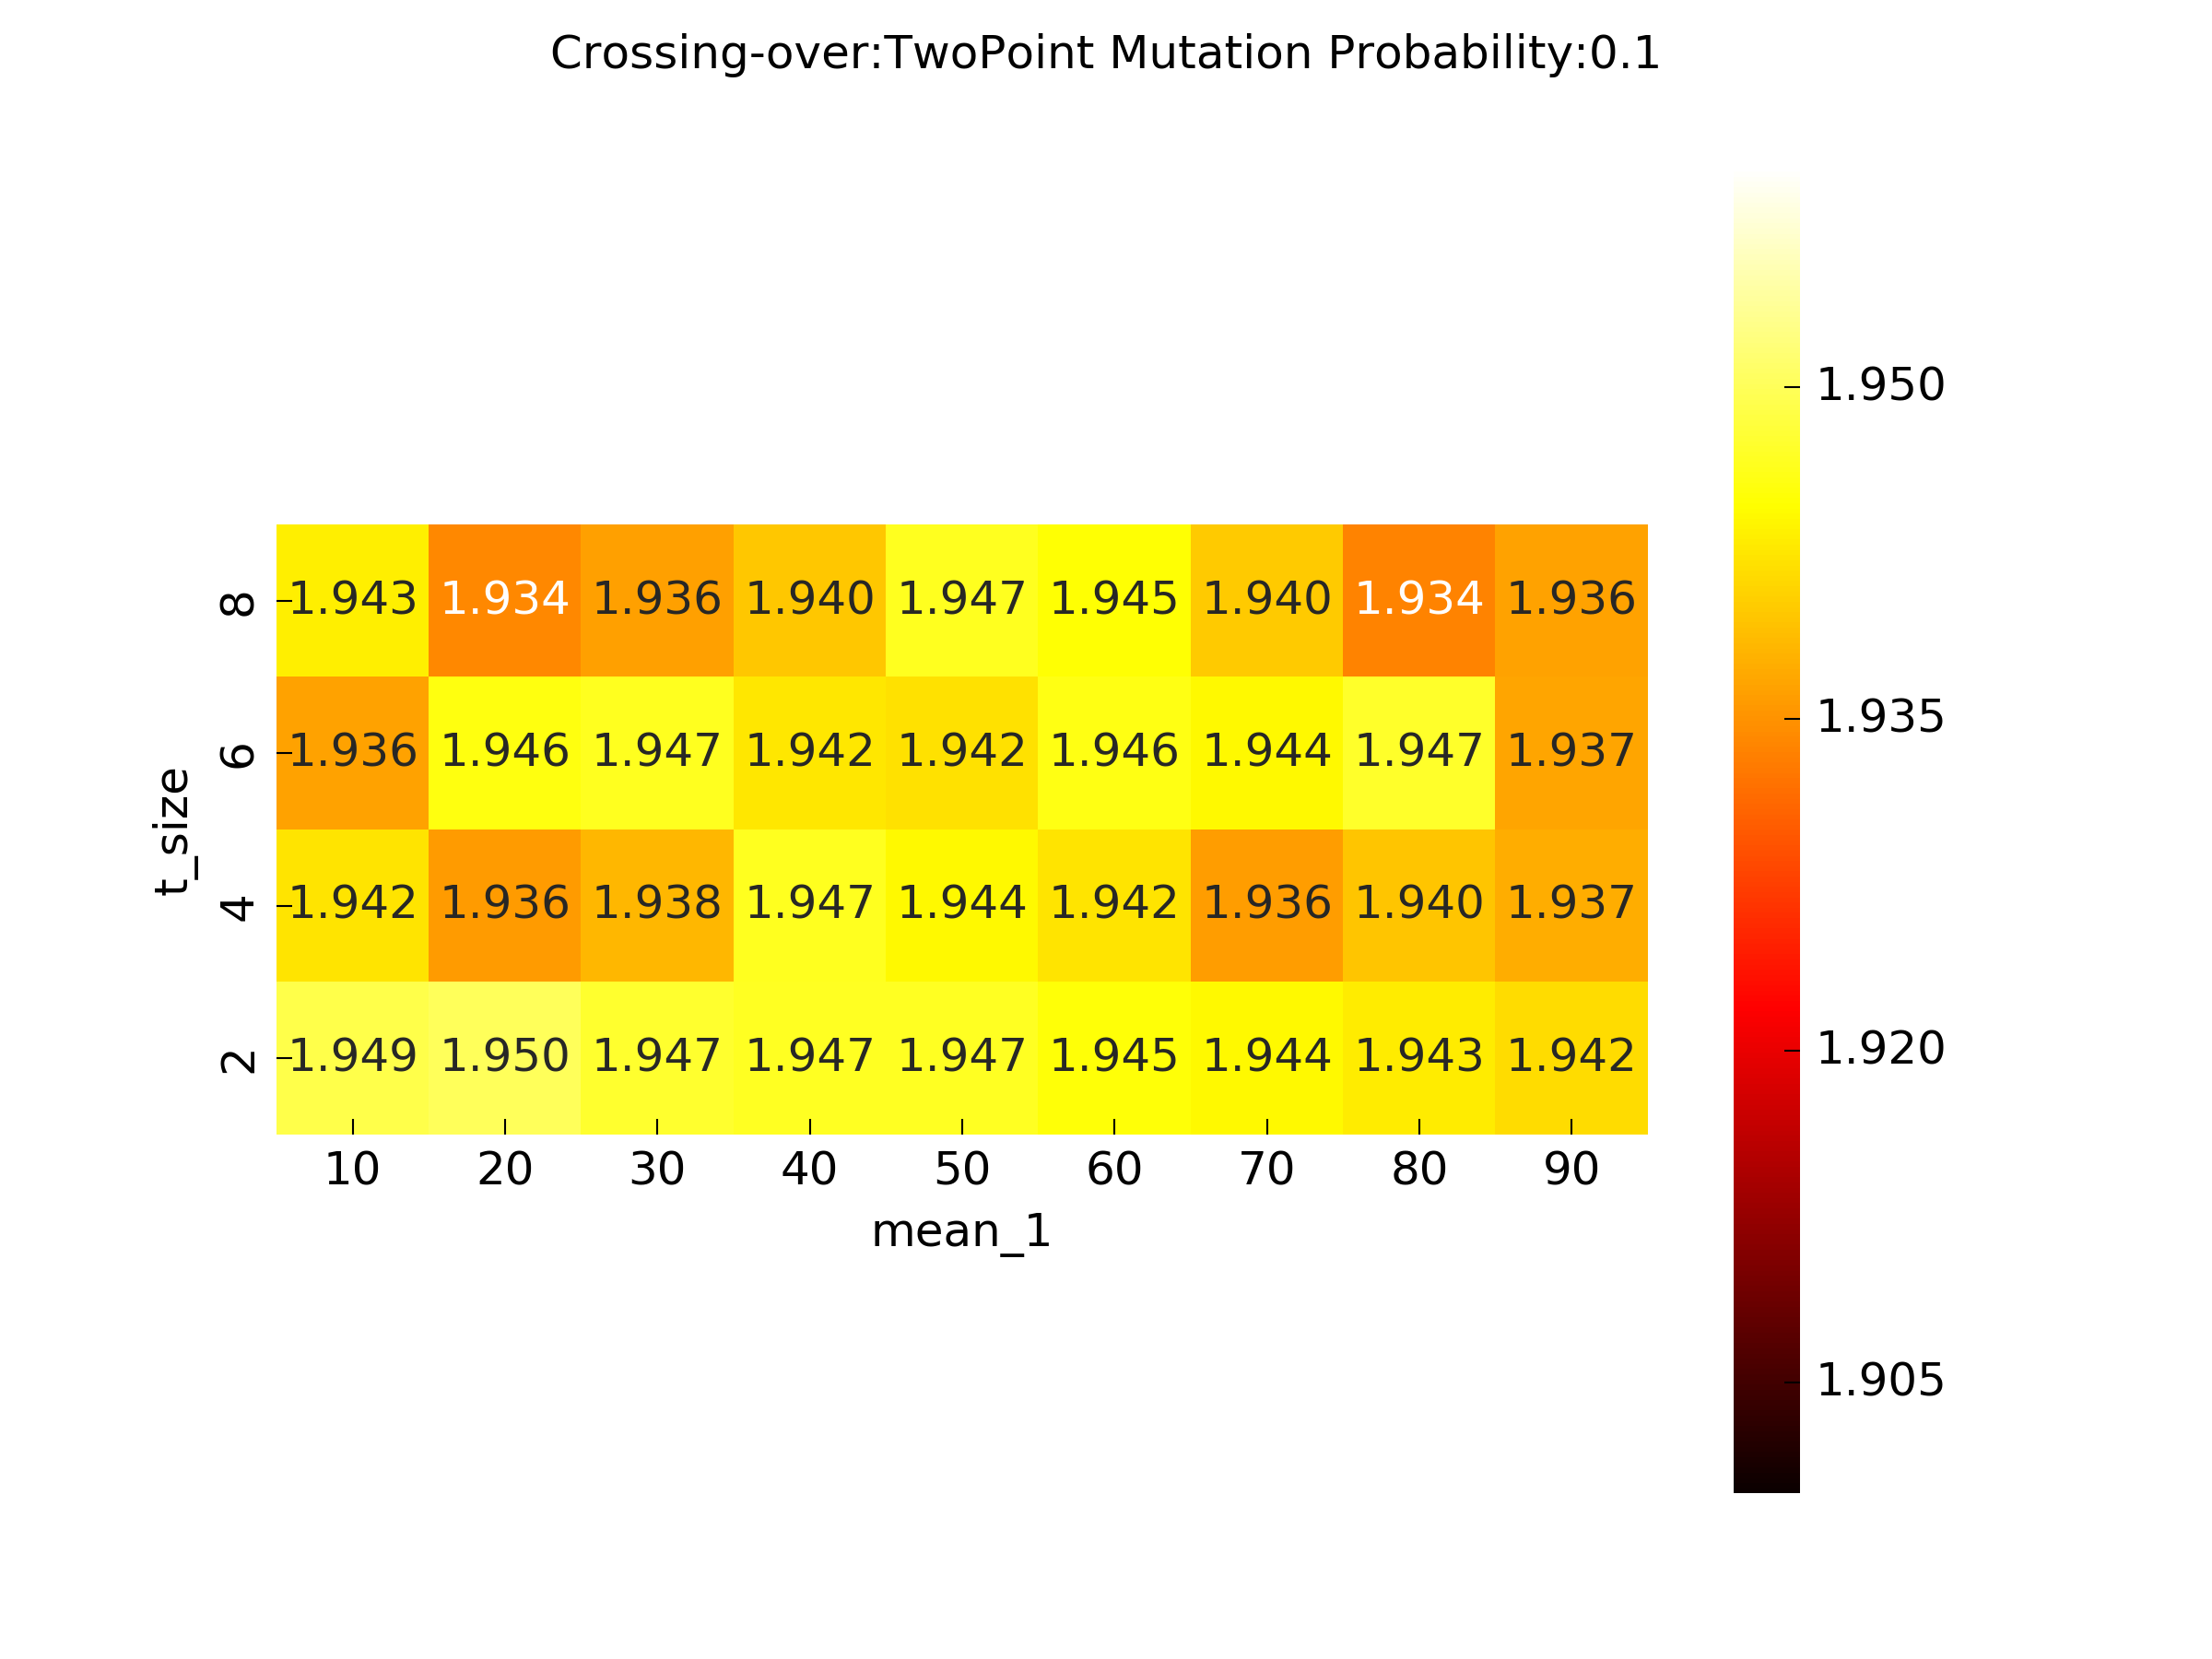 Crossing-over:TwoPoint Mutation Probability:0.1
8 1.943 1.934 1.936 1.940 1.947 1.945 1.940 1.934 1.936
6 1.936 1.946 1.947 1.942 1.942 1.946 1.944 1.947 1.937
4 1.942 1.936 1.938 1.947 1.944 1.942 1.936 1.940 1.937
2 1.949 1.950 1.947 1.947 1.947 1.945 1.944 1.943 1.942
10 20 30 40 50 60 70 80 90
mean_1
t_size
1.950
1.935
1.920
1.905